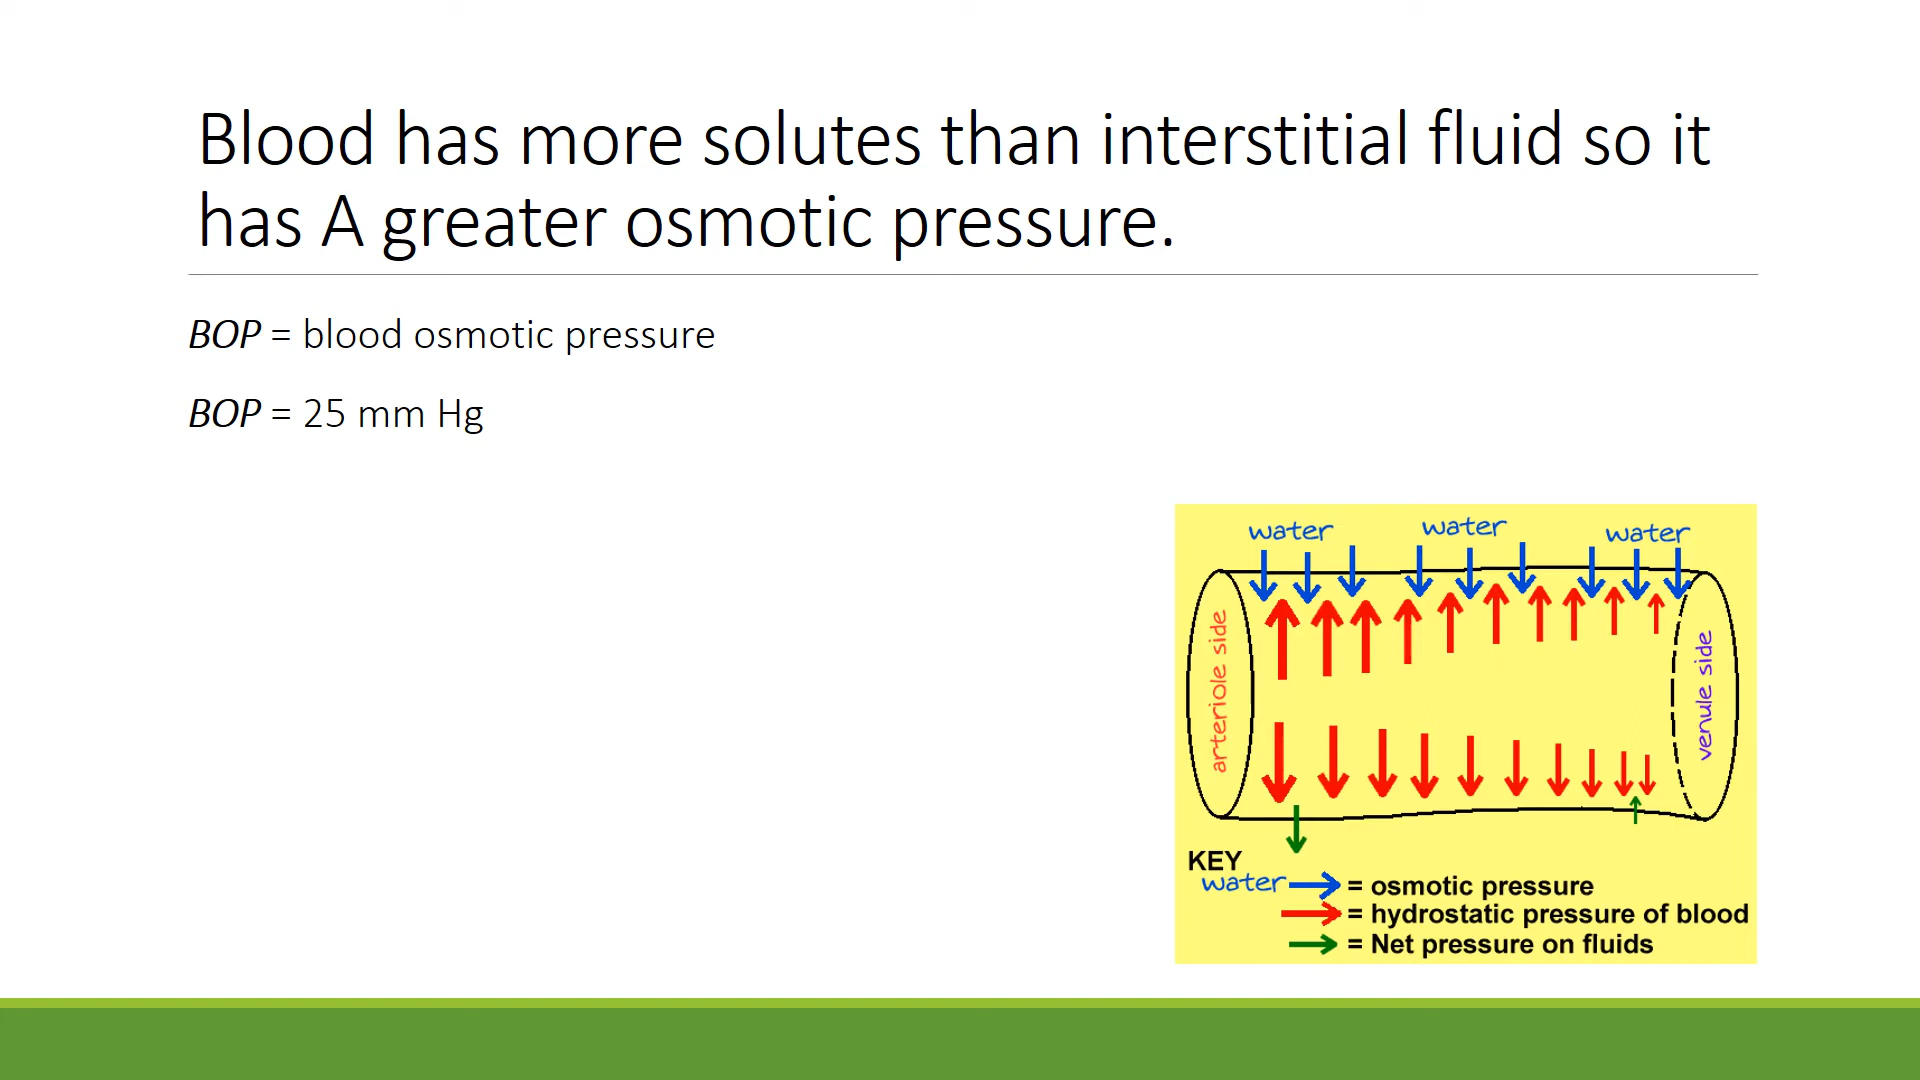 Blood has more solutes than interstitial fluid so it
has A greater osmotic pressure.
BOP = blood osmotic pressure
BOP = 25 mm Hg
water water water
arteriole side
venule side
KEY
water = osmotic pressure
= hydrostatic pressure of blood
= Net pressure on fluids